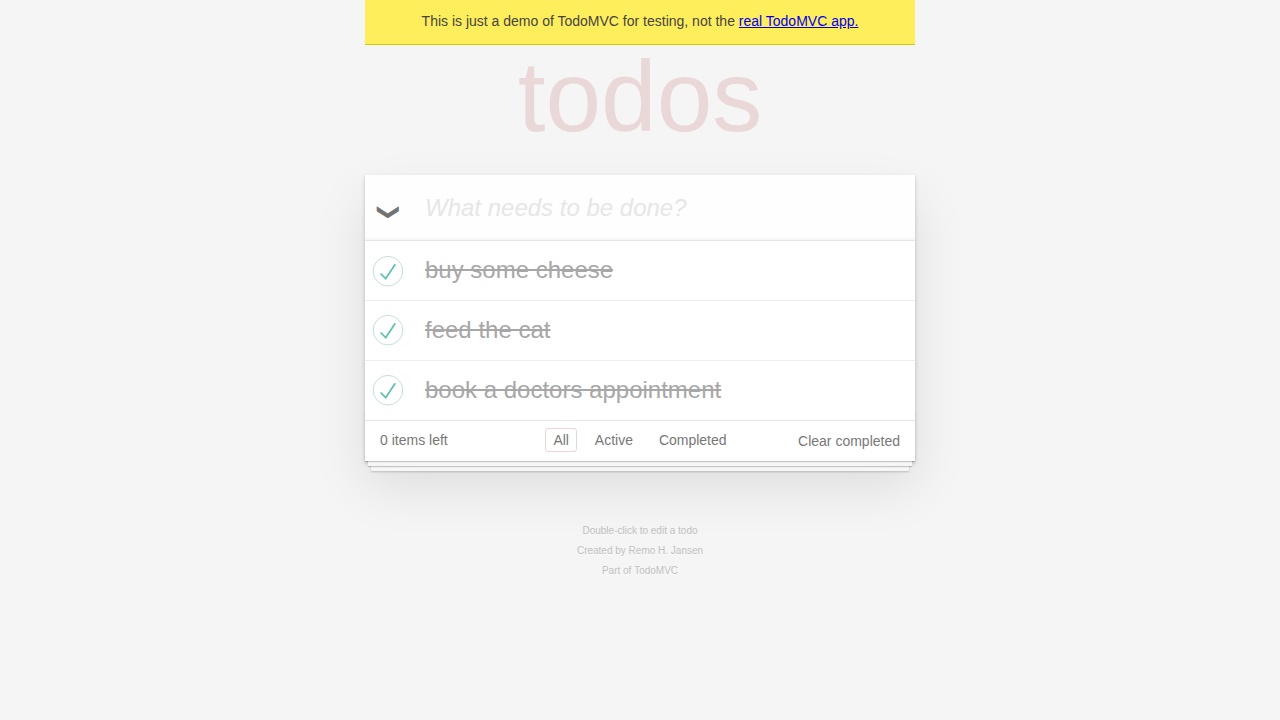 This is just a demo of TodoMVC for testing, not the real TodoMVC app.
todos
What needs to be done?
buy some cheese
feed the cat
book a doctors appointment
0 items left All Active Completed Clear completed
Double-click to edit a todo
Created by Remo H. Jansen
Part of TodoMVC